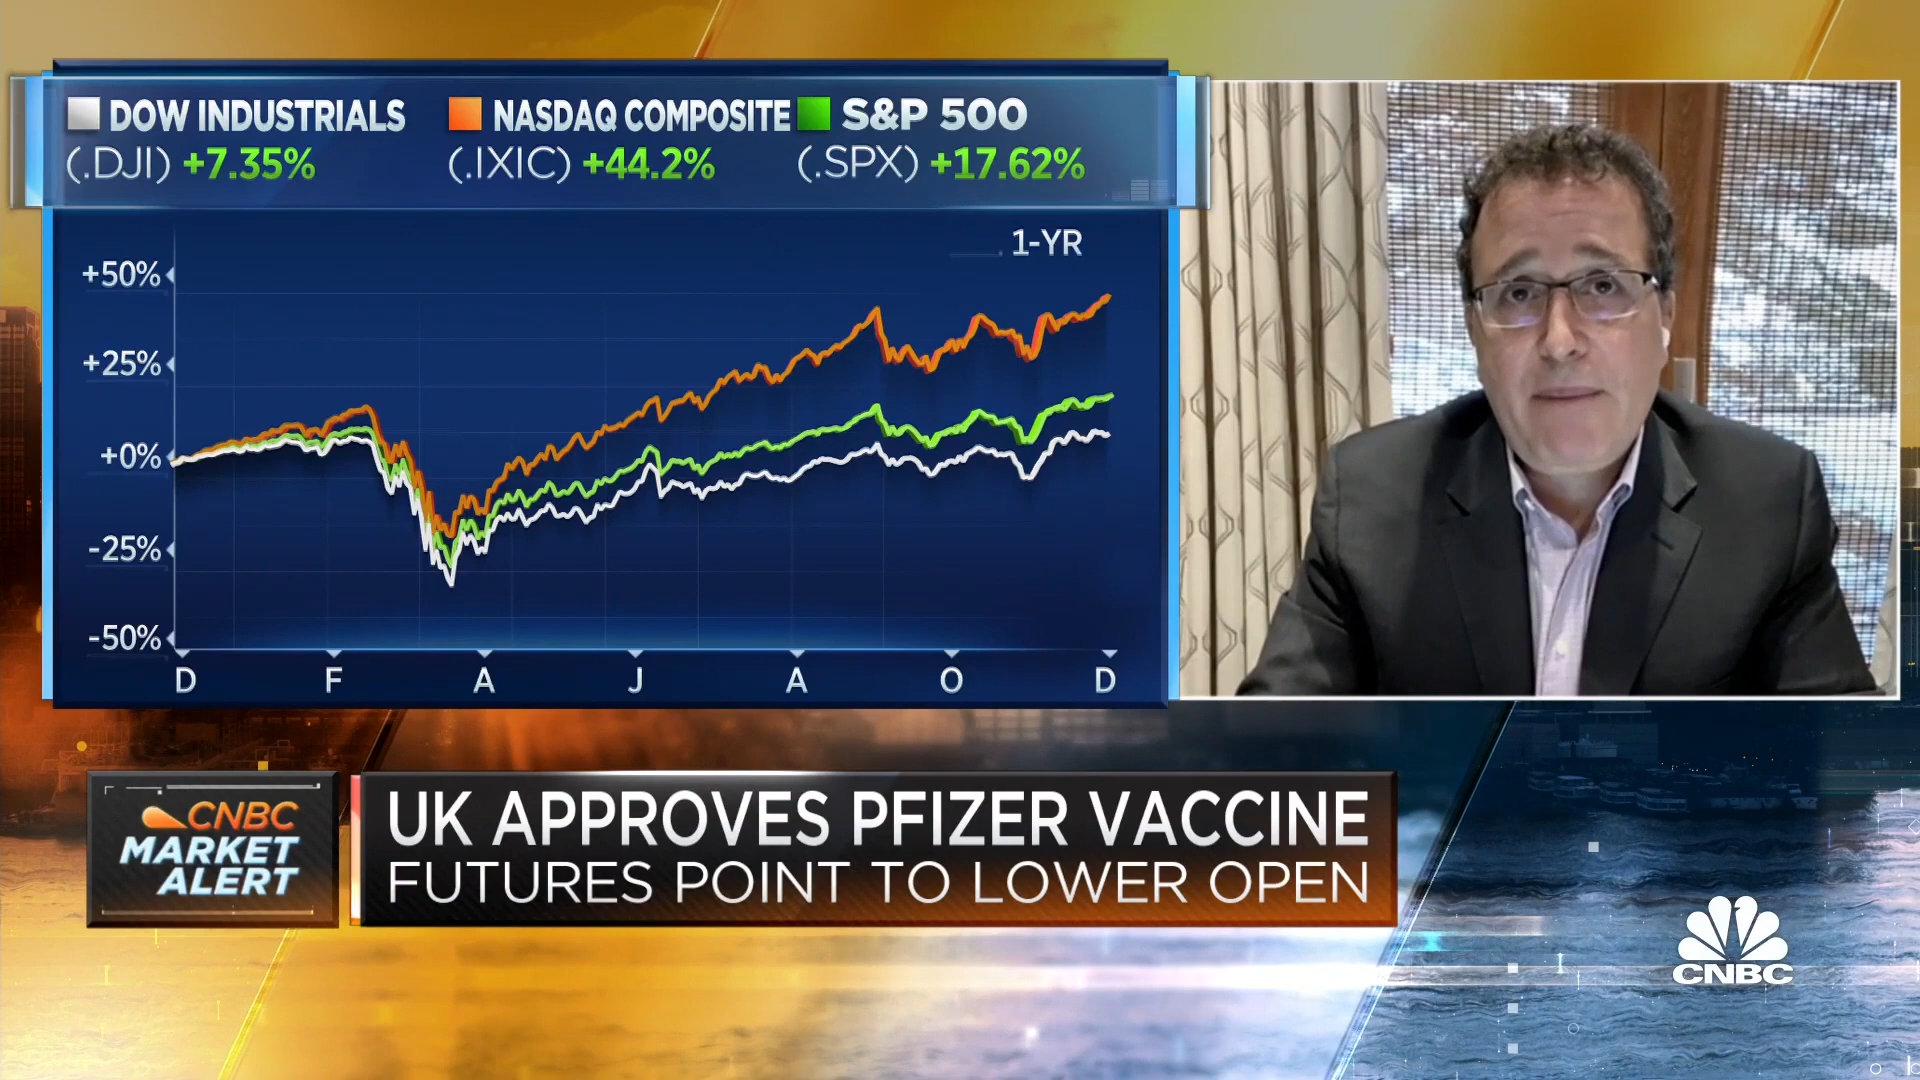 DOW INDUSTRIALS
(.DJI) +7.35%
NASDAQ COMPOSITE
(.IXIC) +44.2%
S&P 500
(.SPX) +17.62%
1-YR
+50%
+25%
+0%
-25%
-50%
D F A J A O D
CNBC
MARKET
ALERT
UK APPROVES PFIZER VACCINE
FUTURES POINT TO LOWER OPEN
CNBC